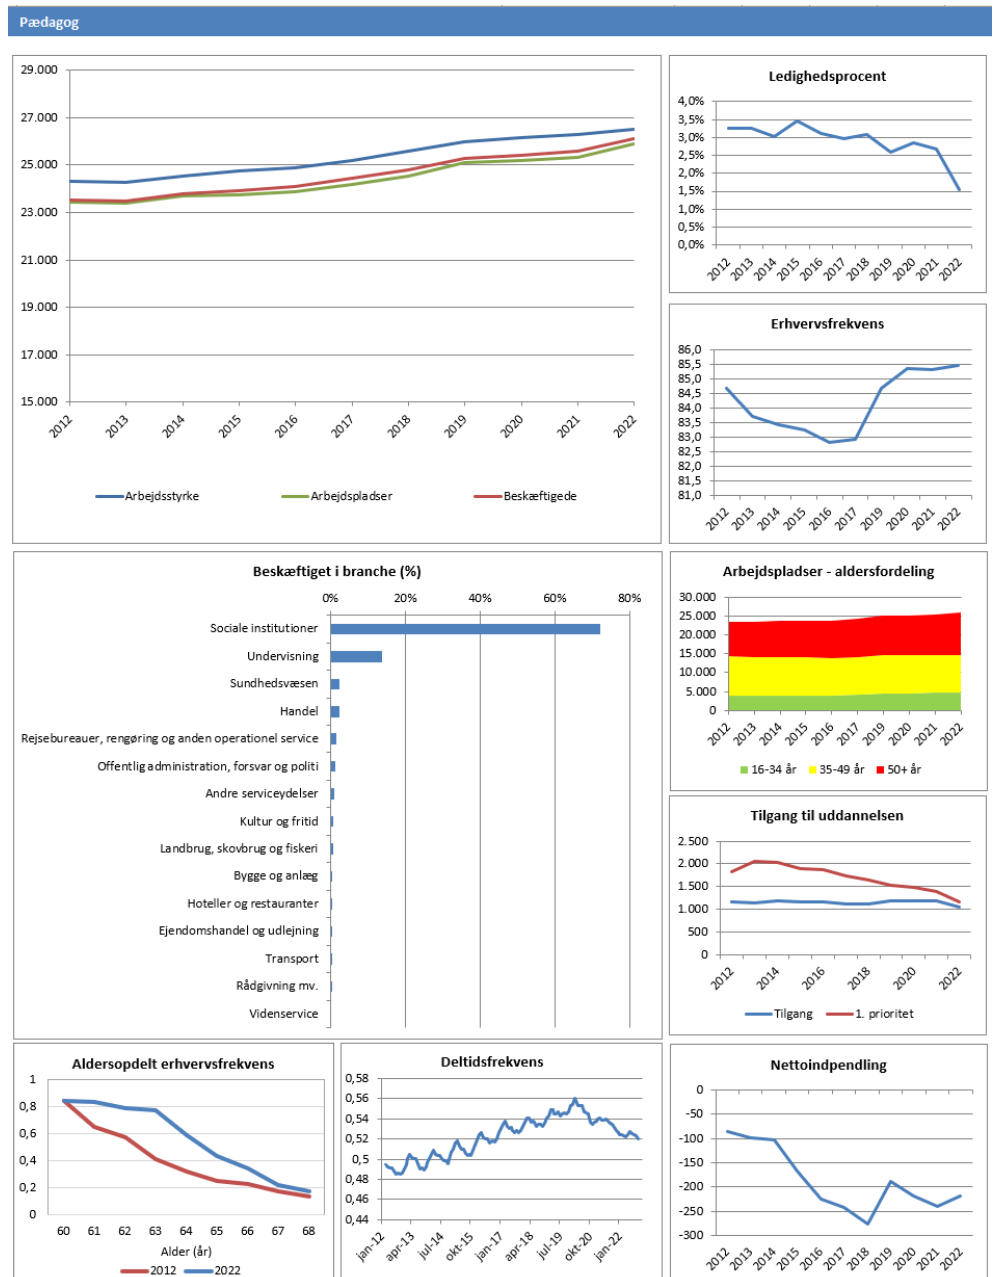 Pædagog
29.000
27.000
25.000
23.000
21.000
19.000
17.000
15.000
2012 2013 2014 2015 2016 2017 2018 2019 2020 2021 2022
Arbejdsstyrke Arbejdspladser Beskæftigede
Ledighedsprocent
4,0%
3,5%
3,0%
2,5%
2,0%
1,5%
1,0%
0,5%
0,0%
2012 2013 2014 2015 2016 2017 2018 2019 2020 2021 2022
Erhvervsfrekvens
86,0
85,5
85,0
84,5
84,0
83,5
83,0
82,5
82,0
81,5
81,0
2012 2013 2014 2015 2016 2017 2019 2020 2021 2022
Beskæftiget i branche (%)
0% 20% 40% 60% 80%
Sociale institutioner
Undervisning
Sundhedsvæsen
Handel
Rejsebureauer, rengøring og anden operationel service
Offentlig administration, forsvar og politi
Andre serviceydelser
Kultur og fritid
Landbrug, skovbrug og fiskeri
Bygge og anlæg
Hoteller og restauranter
Ejendomshandel og udlejning
Transport
Rådgivning mv.
Videnservice
Arbejdspladser - aldersfordeling
30.000
25.000
20.000
15.000
10.000
5.000
0
2012 2013 2014 2015 2016 2017 2019 2020 2021 2022
16-34 år 35-49 år 50+ år
Tilgang til uddannelsen
2.500
2.000
1.500
1.000
500
0
2012 2014 2016 2018 2020 2022
Tilgang 1. prioritet
Aldersopdelt erhvervsfrekvens
1
0,8
0,6
0,4
0,2
0
60 61 62 63 64 65 66 67 68
Alder (år)
2012 2022
Deltidsfrekvens
0,58
0,56
0,54
0,52
0,5
0,48
0,46
0,44
jan-12 apr-13 jul-14 okt-15 jan-17 apr-18 jul-19 okt-20 jan-22
Nettoindpendling
0
-50
-100
-150
-200
-250
-300
2012 2013 2014 2015 2016 2017 2018 2019 2020 2021 2022